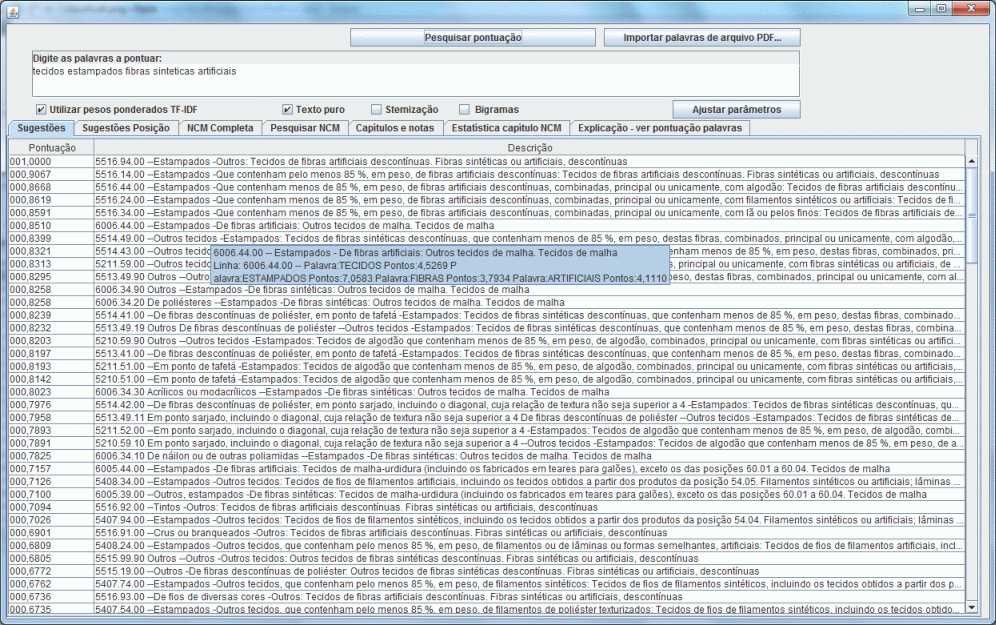 Pesquisar pontuação
Importar palavras de arquivo PDF...
Digite as palavras a pontuar:
tecidos estampados fibras sinteticas artificiais
Utilizar pesos ponderados TF-IDF
Texto puro
Stemização
Bigramas
Ajustar parâmetros
Sugestões
Sugestões Posição
NCM Completa
Pesquisar NCM
Capitulos e notas
Estatistica capitulo NCM
Explicação - ver pontuação palavras
Pontuação
Descrição
001,0000 5516.94.00 --Estampados -Outros: Tecidos de fibras artificiais descontínuas. Fibras sintéticas ou artificiais, descontínuas
000,9067 5516.14.00 --Estampados -Que contenham pelo menos 85 %, em peso, de fibras artificiais descontínuas: Tecidos de fibras artificiais descontínuas. Fibras sintéticas ou artificiais, descontínuas
000,8668 5516.44.00 --Estampados -Que contenham menos de 85 %, em peso, de fibras artificiais descontínuas, combinadas, principal ou unicamente, com algodão: Tecidos de fibras artificiais descontínu...
000,8619 5516.24.00 --Estampados -Que contenham menos de 85 %, em peso, de fibras artificiais descontínuas, combinadas, principal ou unicamente, com filamentos sintéticos ou artificiais: Tecidos de fi...
000,8591 5516.34.00 --Estampados -Que contenham menos de 85 %, em peso, de fibras artificiais descontínuas, combinadas, principal ou unicamente, com lã ou pelos finos: Tecidos de fibras artificiais de...
000,8510 6006.44.00 --Estampados -De fibras artificiais: Outros tecidos de malha. Tecidos de malha
000,8399 5514.49.00 --Outros tecidos -Estampados: Tecidos de fibras sintéticas descontínuas, que contenham menos de 85 %, em peso, destas fibras, combinados, principal ou unicamente, com algodão,...
000,8321 5514.43.00 --Outros tecid
nham menos de 85 %, em peso, destas fibras, combinados, pri...
6006.44.00 -- Estampados - De fibras artificiais: Outros tecidos de malha. Tecidos de malha
000,8313 5211.59.00 --Outros tecid
ou unicamente, com fibras sintéticas ou artificiais, de...
Linha: 6006.44.00 -- Palavra:TECIDOS Pontos:4,5269 P
000,8295 5513.49.90 Outros --Outro
eso, destas fibras, combinados, principal ou unicamente, com al...
alavra:ESTAMPADOS Pontos:7,0583 Palavra:FIBRAS Pontos:3,7934 Palavra:ARTIFICIAIS Pontos:4,1110
000,8258 6006.34.90 Outros --Estampados -De fibras sintéticas: Outros tecidos de malha. Tecidos de malha
000,8258 6006.34.20 De poliésteres --Estampados -De fibras sintéticas: Outros tecidos de malha. Tecidos de malha
000,8239 5514.41.00 --De fibras descontínuas de poliéster, em ponto de tafetá -Estampados: Tecidos de fibras sintéticas descontínuas, que contenham menos de 85 %, em peso, destas fibras, combinado...
000,8232 5513.49.19 Outros De fibras descontínuas de poliéster --Outros tecidos -Estampados: Tecidos de fibras sintéticas descontínuas, que contenham menos de 85 %, em peso, destas fibras, combina...
000,8203 5210.59.90 Outros --Outros tecidos -Estampados: Tecidos de algodão que contenham menos de 85 %, em peso, de algodão, combinados, principal ou unicamente, com fibras sintéticas ou artifici...
000,8197 5513.41.00 --De fibras descontínuas de poliéster, em ponto de tafetá -Estampados: Tecidos de fibras sintéticas descontínuas, que contenham menos de 85 %, em peso, destas fibras, combinado...
000,8193 5211.51.00 --Em ponto de tafetá -Estampados: Tecidos de algodão que contenham menos de 85 %, em peso, de algodão, combinados, principal ou unicamente, com fibras sintéticas ou artificiais,...
000,8142 5210.51.00 --Em ponto de tafetá -Estampados: Tecidos de algodão que contenham menos de 85 %, em peso, de algodão, combinados, principal ou unicamente, com fibras sintéticas ou artificiais,...
000,8023 6006.34.30 Acrílicos ou modacrílicos --Estampados -De fibras sintéticas: Outros tecidos de malha. Tecidos de malha
000,7976 5514.42.00 --De fibras descontínuas de poliéster, em ponto sarjado, incluindo o diagonal, cuja relação de textura não seja superior a 4 -Estampados: Tecidos de fibras sintéticas descontínuas, qu...
000,7958 5513.49.11 Em ponto sarjado, incluindo o diagonal, cuja relação de textura não seja superior a 4 De fibras descontínuas de poliéster --Outros tecidos -Estampados: Tecidos de fibras sintéticas de...
000,7893 5211.52.00 --Em ponto sarjado, incluindo o diagonal, cuja relação de textura não seja superior a 4 -Estampados: Tecidos de algodão que contenham menos de 85 %, em peso, de algodão, combi...
000,7891 5210.59.10 Em ponto sarjado, incluindo o diagonal, cuja relação de textura não seja superior a 4 --Outros tecidos -Estampados: Tecidos de algodão que contenham menos de 85 %, em peso, de a...
000,7825 6006.34.10 De náilon ou de outras poliamidas --Estampados -De fibras sintéticas: Outros tecidos de malha. Tecidos de malha
000,7157 6005.44.00 --Estampados -De fibras artificiais: Tecidos de malha-urdidura (incluindo os fabricados em teares para galões), exceto os das posições 60.01 a 60.04. Tecidos de malha
000,7126 5408.34.00 --Estampados -Outros tecidos: Tecidos de fios de filamentos artificiais, incluindo os tecidos obtidos a partir dos produtos da posição 54.05. Filamentos sintéticos ou artificiais; lâminas ...
000,7100 6005.39.00 --Outros, estampados -De fibras sintéticas: Tecidos de malha-urdidura (incluindo os fabricados em teares para galões), exceto os das posições 60.01 a 60.04. Tecidos de malha
000,7094 5516.92.00 --Tintos -Outros: Tecidos de fibras artificiais descontínuas. Fibras sintéticas ou artificiais, descontínuas
000,7026 5407.94.00 --Estampados -Outros tecidos: Tecidos de fios de filamentos sintéticos, incluindo os tecidos obtidos a partir dos produtos da posição 54.04. Filamentos sintéticos ou artificiais; lâminas ...
000,6901 5516.91.00 --Crus ou branqueados -Outros: Tecidos de fibras artificiais descontínuas. Fibras sintéticas ou artificiais, descontínuas
000,6809 5408.24.00 --Estampados -Outros tecidos, que contenham pelo menos 85 %, em peso, de filamentos ou de lâminas ou formas semelhantes, artificiais: Tecidos de fios de filamentos artificiais, incl...
000,6805 5515.99.90 Outros --Outros -Outros tecidos: Outros tecidos de fibras sintéticas descontínuas. Fibras sintéticas ou artificiais, descontínuas
000,6772 5515.19.00 --Outros -De fibras descontínuas de poliéster: Outros tecidos de fibras sintéticas descontínuas. Fibras sintéticas ou artificiais, descontínuas
000,6762 5407.74.00 --Estampados -Outros tecidos, que contenham pelo menos 85 %, em peso, de filamentos sintéticos: Tecidos de fios de filamentos sintéticos, incluindo os tecidos obtidos a partir dos p...
000,6736 5516.93.00 --De fios de diversas cores -Outros: Tecidos de fibras artificiais descontínuas. Fibras sintéticas ou artificiais, descontínuas
000,6735 5407.54.00 --Estampados -Outros tecidos, que contenham pelo menos 85 %, em peso, de filamentos de poliéster texturizados: Tecidos de fios de filamentos sintéticos, incluindo os tecidos obtido...